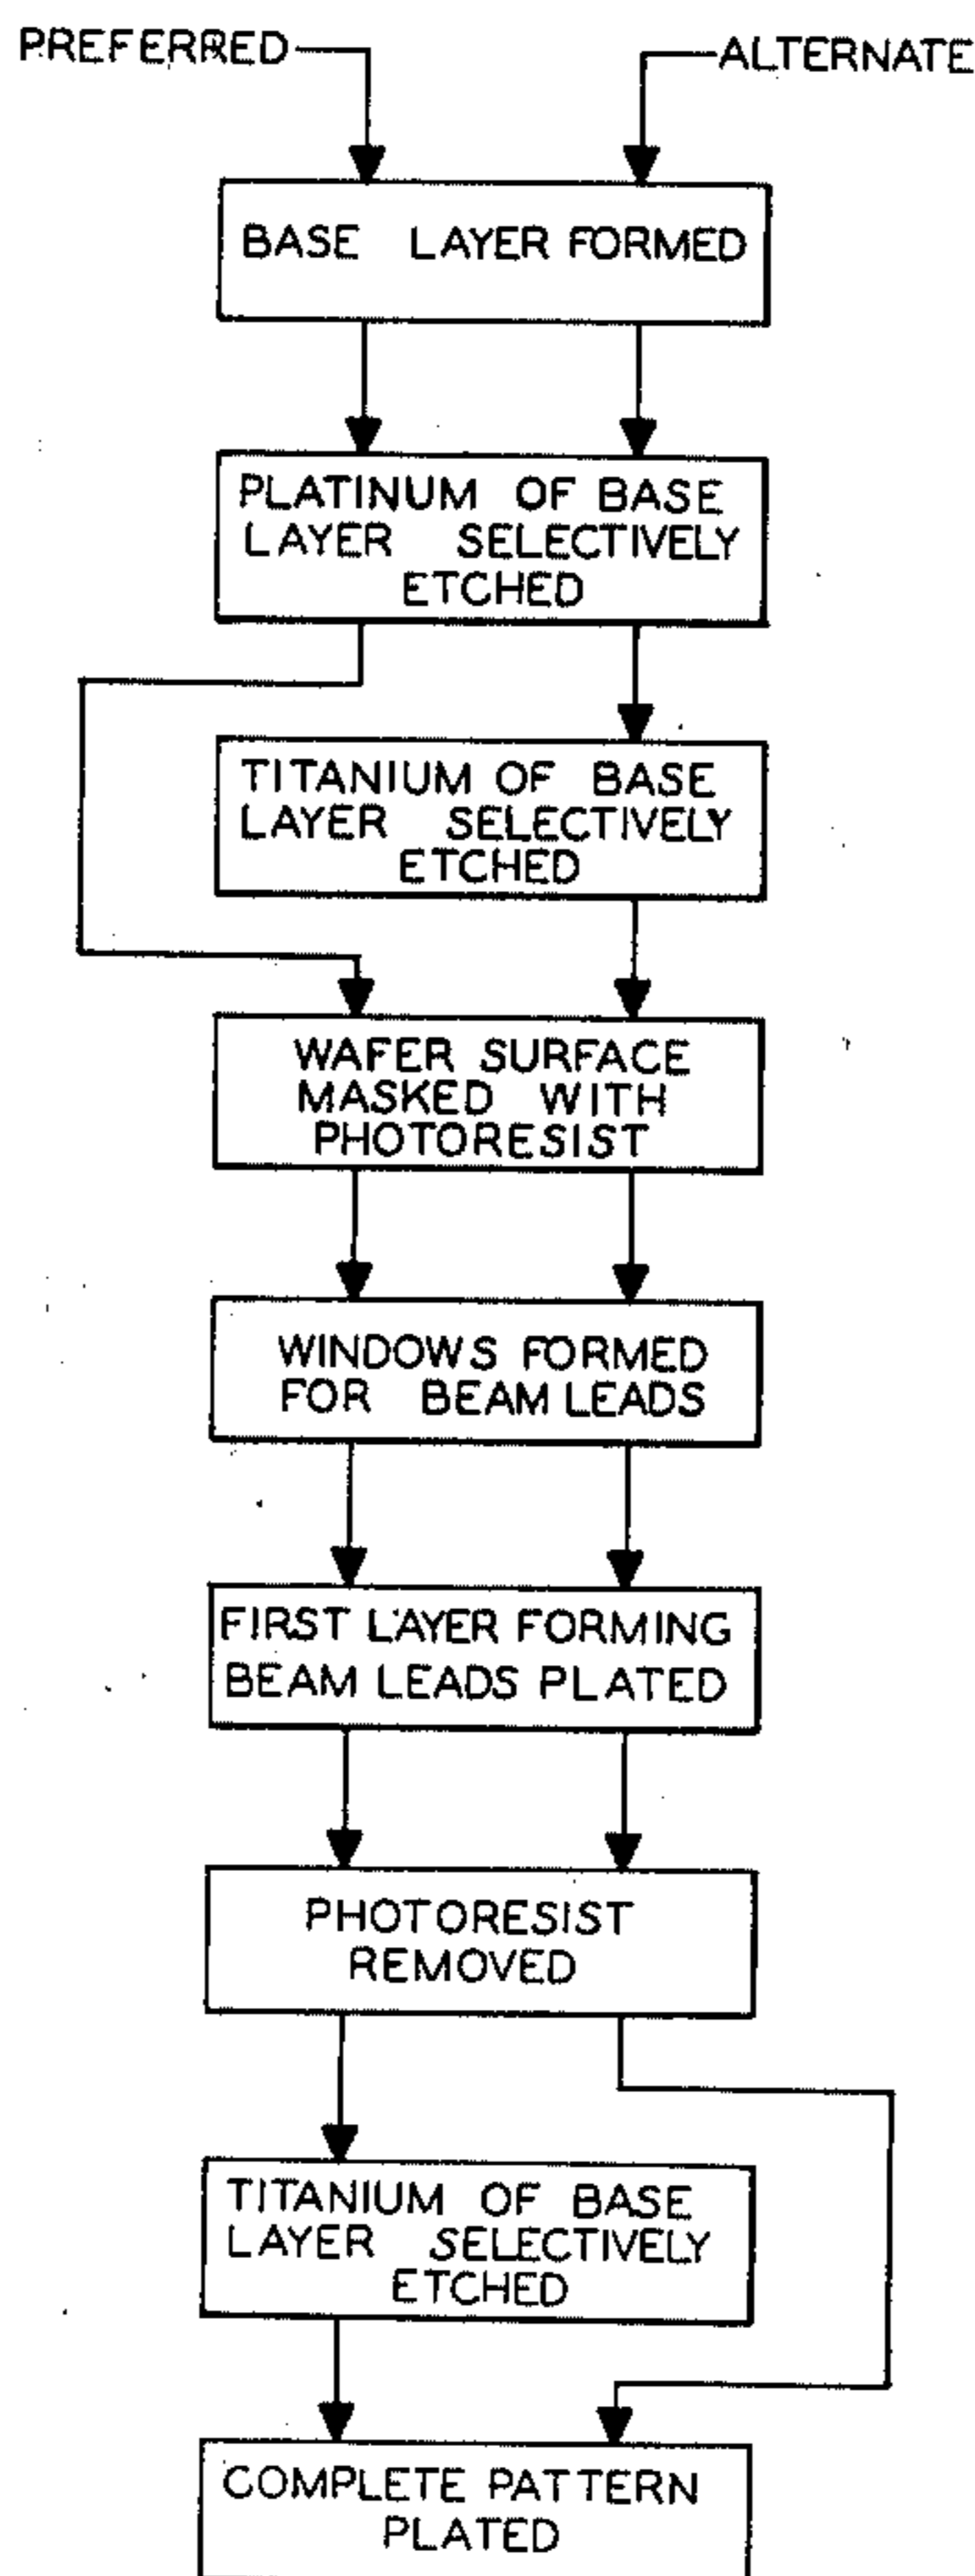 PREFERRED
ALTERNATE
BASE LAYER FORMED
PLATINUM OF BASE
LAYER SELECTIVELY
ETCHED
TITANIUM OF BASE
LAYER SELECTIVELY
ETCHED
WAFER SURFACE
MASKED WITH
PHOTORESIST
WINDOWS FORMED
FOR BEAM LEADS
FIRST LAYER FORMING
BEAM LEADS PLATED
PHOTORESIST
REMOVED
TITANIUM OF BASE
LAYER SELECTIVELY
ETCHED
COMPLETE PATTERN
PLATED